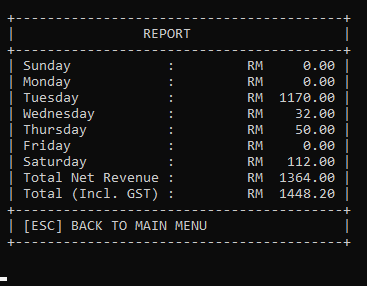 REPORT
Sunday : RM 0.00
Monday : RM 0.00
Tuesday : RM 1170.00
Wednesday : RM 32.00
Thursday : RM 50.00
Friday : RM 0.00
Saturday : RM 112.00
Total Net Revenue : RM 1364.00
Total (Incl. GST) : RM 1448.20
[ESC] BACK TO MAIN MENU